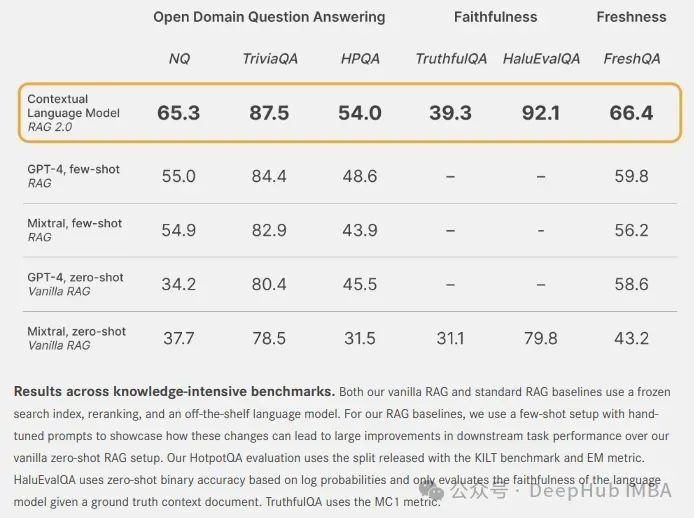 Open Domain Question Answering Faithfulness Freshness
NQ TriviaQA HPQA TruthfulQA HaluEvalQA FreshQA
Contextual
Language Model
RAG 2.0
65.3 87.5 54.0 39.3 92.1 66.4
GPT-4, few-shot
RAG
55.0 84.4 48.6 – – 59.8
Mixtral, few-shot
RAG
54.9 82.9 43.9 – - 56.2
GPT-4, zero-shot
Vanilla RAG
34.2 80.4 45.5 – – 58.6
Mixtral, zero-shot
Vanilla RAG
37.7 78.5 31.5 31.1 79.8 43.2
Results across knowledge-intensive benchmarks. Both our vanilla RAG and standard RAG baselines use a frozen
search index, reranking, and an off-the-shelf language model. For our RAG baselines, we use a few-shot setup with hand-
tuned prompts to showcase how these changes can lead to large improvements in downstream task performance over our
vanilla zero-shot RAG setup. Our HotpotQA evaluation uses the split released with the KILT benchmark and EM metric.
HaluEvalQA uses zero-shot binary accuracy based on log probabilities and only evaluates the faithfulness of the language
model given a ground truth context document. TruthfulQA uses the MC1 metric.
公众号 · DeepHub IMBA